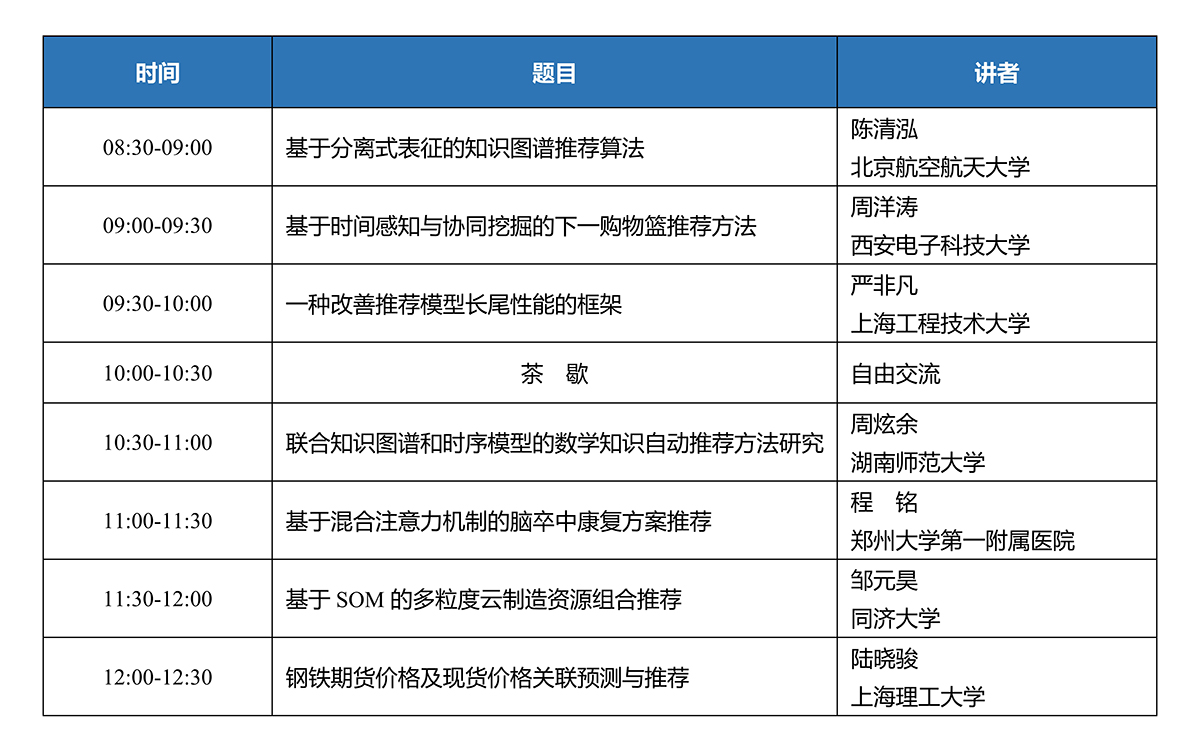 时间 题目 讲者
08:30-09:00 基于分离式表征的知识图谱推荐算法 陈清泓
北京航空航天大学
09:00-09:30 基于时间感知与协同挖掘的下一购物篮推荐方法 周洋涛
西安电子科技大学
09:30-10:00 一种改善推荐模型长尾性能的框架 严非凡
上海工程技术大学
10:00-10:30 茶 歇 自由交流
10:30-11:00 联合知识图谱和时序模型的数学知识自动推荐方法研究 周炫余
湖南师范大学
11:00-11:30 基于混合注意力机制的脑卒中康复方案推荐 程 铭
郑州大学第一附属医院
11:30-12:00 基于 SOM 的多粒度云制造资源组合推荐 邹元昊
同济大学
12:00-12:30 钢铁期货价格及现货价格关联预测与推荐 陆晓骏
上海理工大学